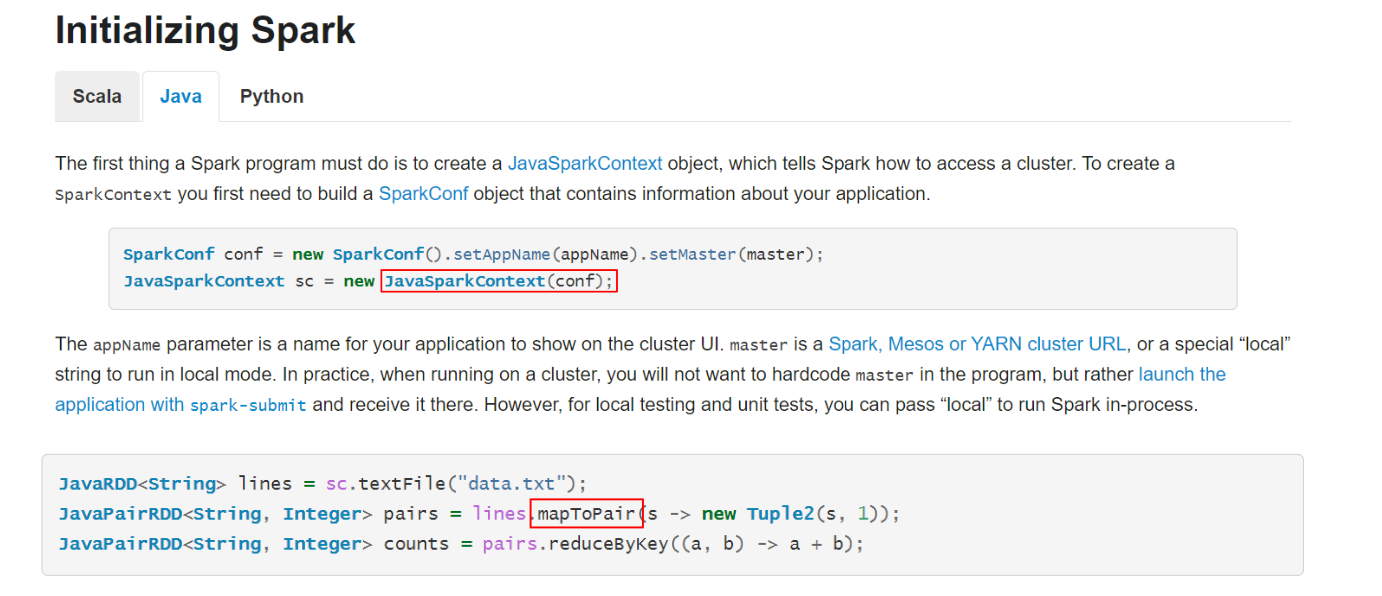 Initializing Spark
Scala Java Python
The first thing a Spark program must do is to create a JavaSparkContext object, which tells Spark how to access a cluster. To create a
SparkContext you first need to build a SparkConf object that contains information about your application.
SparkConf conf = new SparkConf().setAppName(appName).setMaster(master);
JavaSparkContext sc = new JavaSparkContext(conf);
The appName parameter is a name for your application to show on the cluster UI. master is a Spark, Mesos or YARN cluster URL, or a special “local”
string to run in local mode. In practice, when running on a cluster, you will not want to hardcode master in the program, but rather launch the
application with spark-submit and receive it there. However, for local testing and unit tests, you can pass “local” to run Spark in-process.
JavaRDD<String> lines = sc.textFile("data.txt");
JavaPairRDD<String, Integer> pairs = lines.mapToPair(s -> new Tuple2(s, 1));
JavaPairRDD<String, Integer> counts = pairs.reduceByKey((a, b) -> a + b);